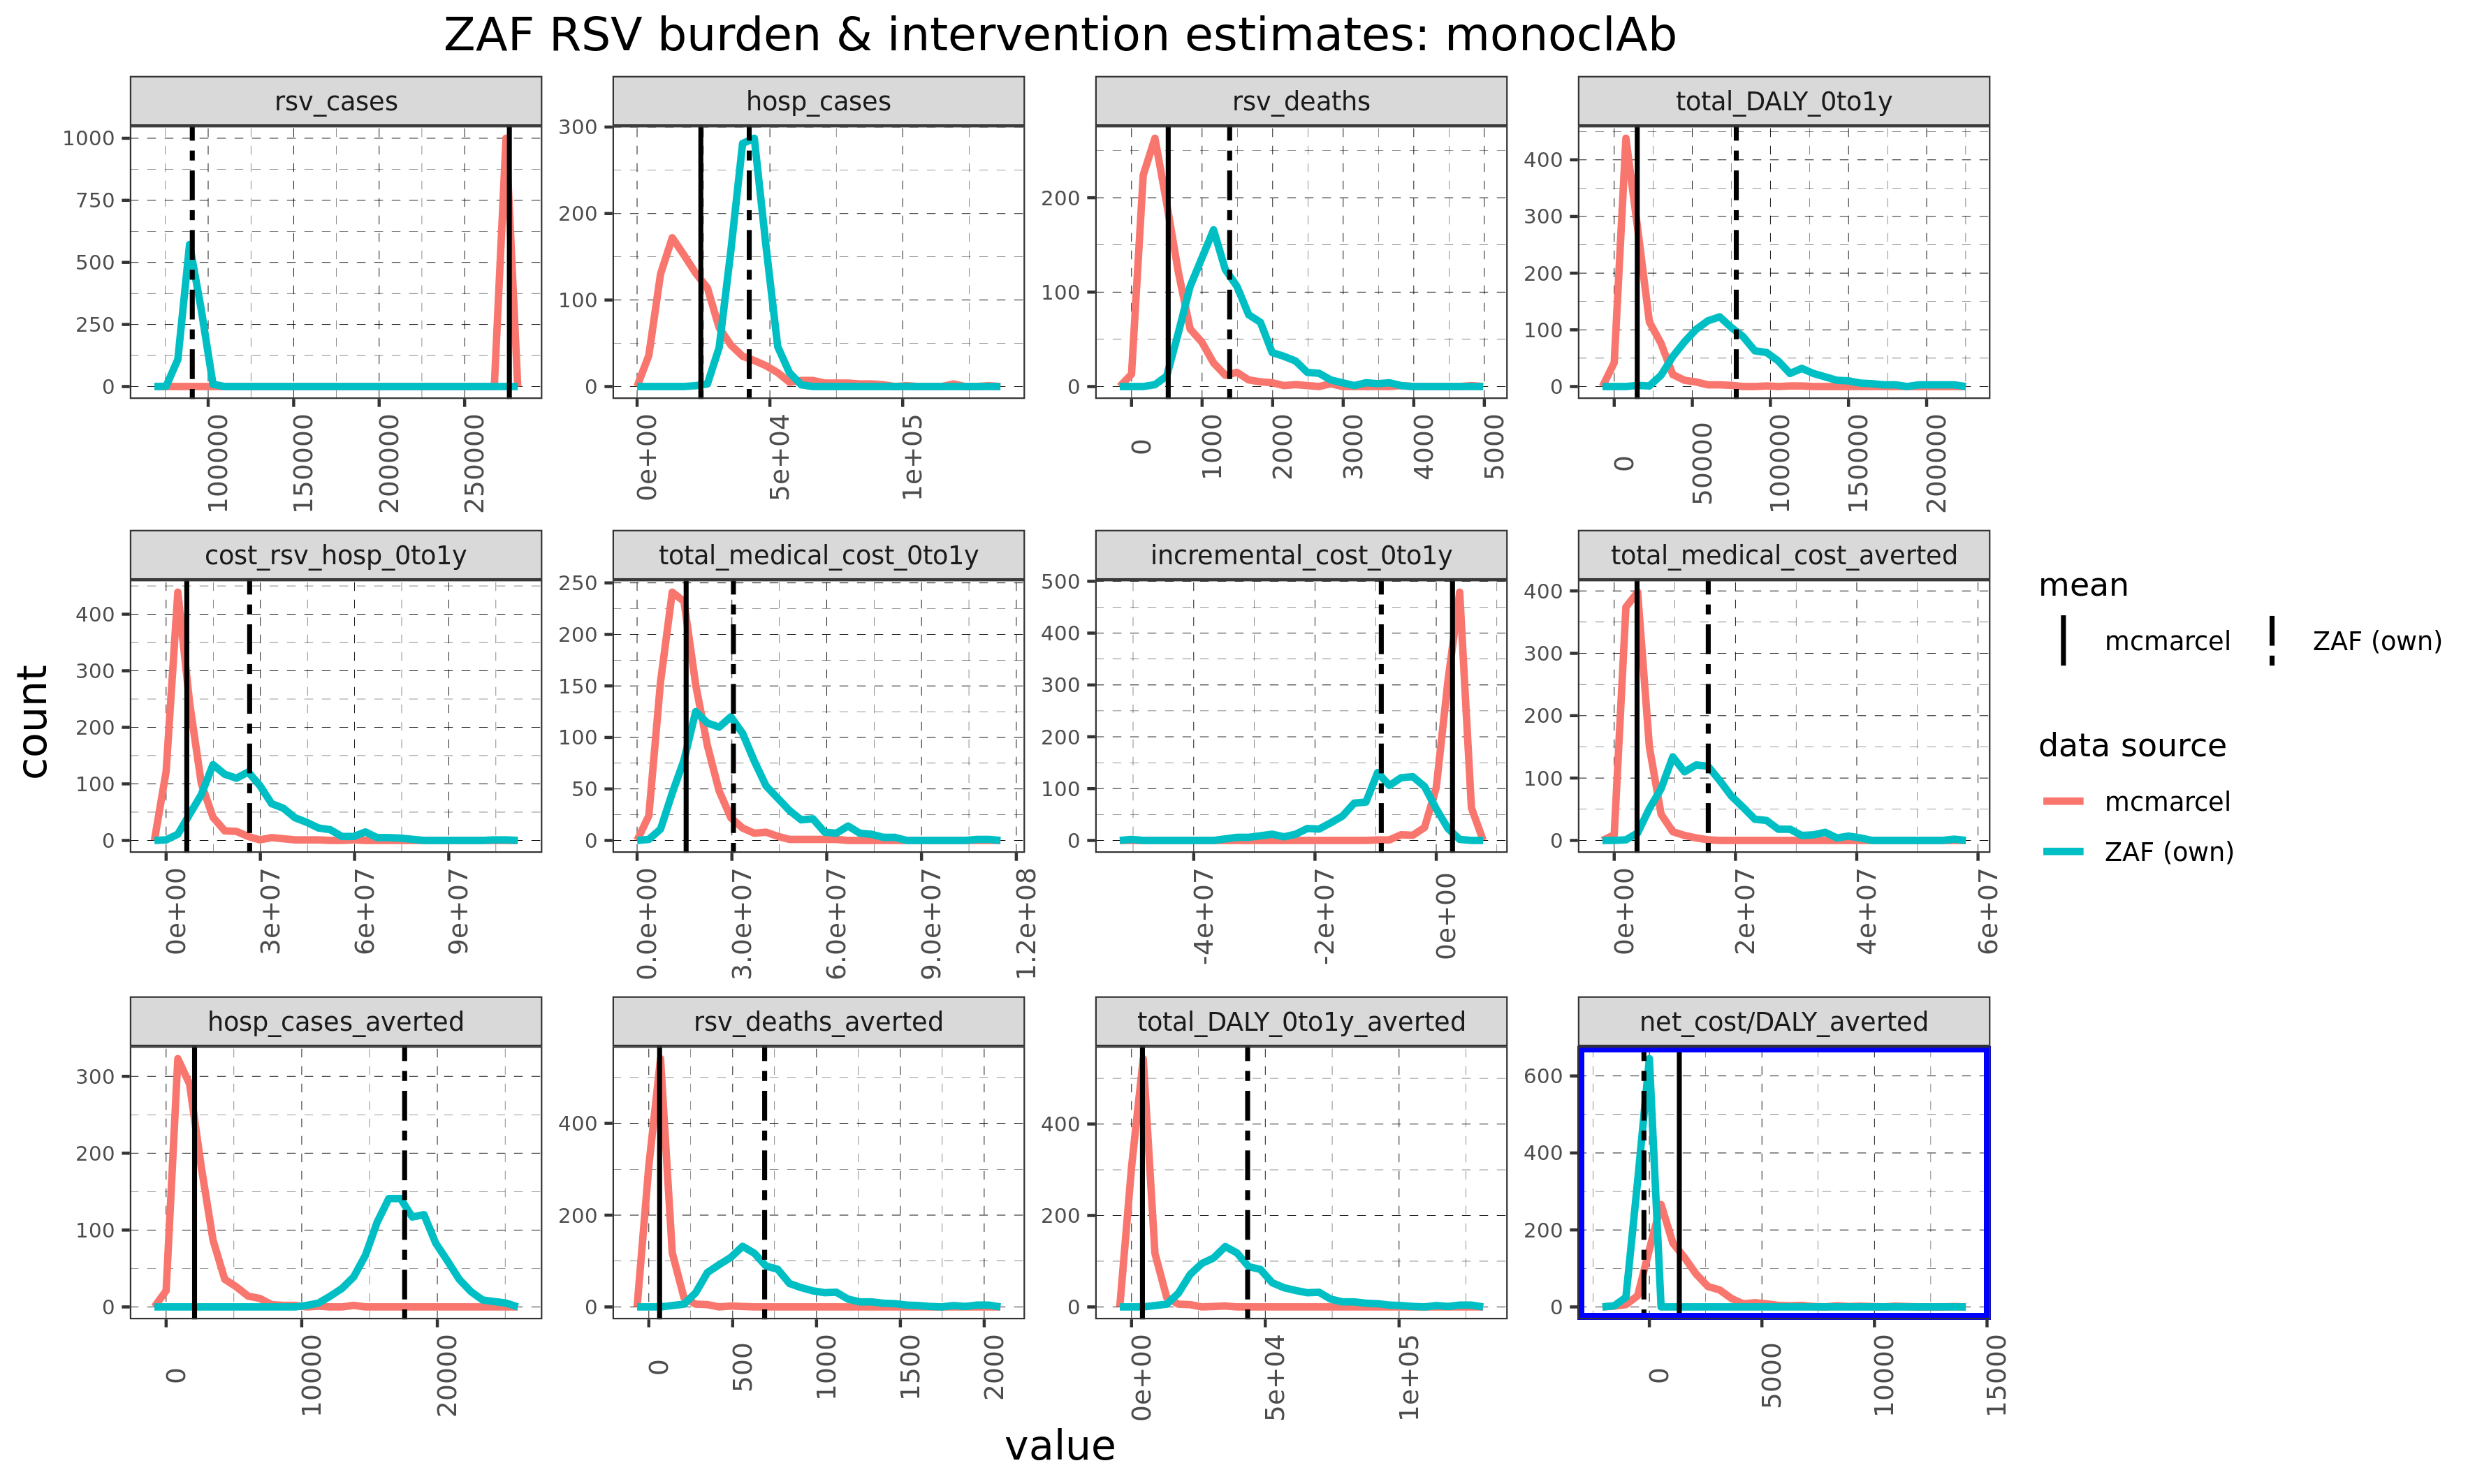 ZAF RSV burden & intervention estimates: monoclAb
rsv_cases
hosp_cases
rsv_deaths
total_DALY_0to1y
1000
750
500
250
0
300
200
100
0
200
100
0
400
300
200
100
0
100000
150000
200000
250000
0e+00
5e+04
1e+05
0
1000
2000
3000
4000
5000
0
50000
100000
150000
200000
cost_rsv_hosp_0to1y
total_medical_cost_0to1y
incremental_cost_0to1y
total_medical_cost_averted
400
300
200
100
0
250
200
150
100
50
0
500
400
300
200
100
0
400
300
200
100
0
0e+00
3e+07
6e+07
9e+07
0.0e+00
3.0e+07
6.0e+07
9.0e+07
1.2e+08
-4e+07
-2e+07
0e+00
0e+00
2e+07
4e+07
6e+07
hosp_cases_averted
rsv_deaths_averted
total_DALY_0to1y_averted
net_cost/DALY_averted
300
200
100
0
400
200
0
400
200
0
600
400
200
0
0
10000
20000
0
500
1000
1500
2000
0e+00
5e+04
1e+05
0
5000
10000
15000
count
value
mean
mcmarcel
ZAF (own)
data source
mcmarcel
ZAF (own)